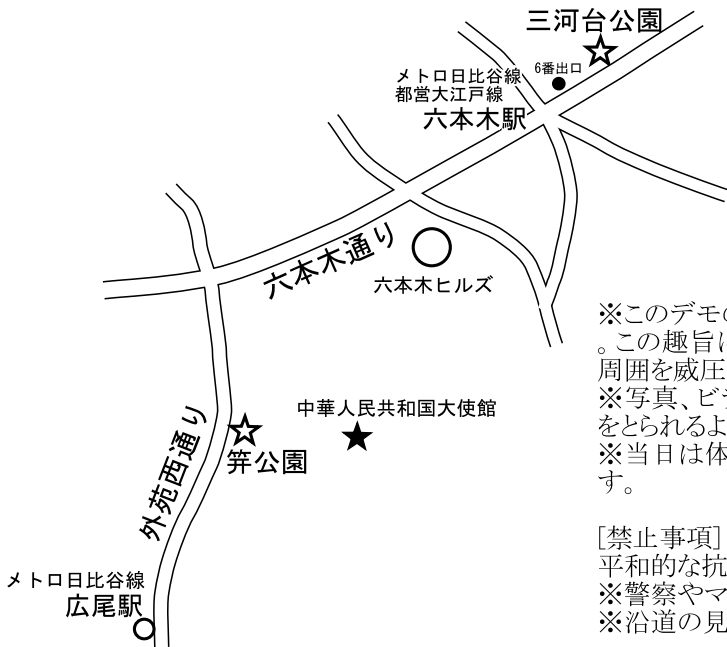 三河台公園
6番出口
メトロ日比谷線
都営大江戸線
六本木駅
六本木通り
六本木ヒルズ
中華人民共和国大使館
笄公園
外苑西通り
メトロ日比谷線
広尾駅
※このデモの
。この趣旨に
周囲を威圧
※写真、ビデ
をとられるよ
※当日は体
す。
[禁止事項]
平和的な抗
※警察やマ
※沿道の見